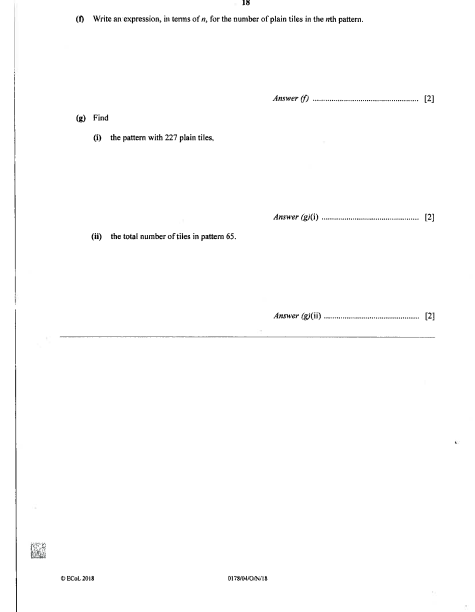 18
(f) Write an expression, in terms of n, for the number of plain tiles in the nth pattern.
Answer (f) ................................................ [2]
(g) Find
(i) the pattern with 227 plain tiles,
Answer (g)(i) ............................................ [2]
(ii) the total number of tiles in pattern 65.
Answer (g)(ii) ........................................... [2]
© ECoL 2018 0178/04/O/N/18